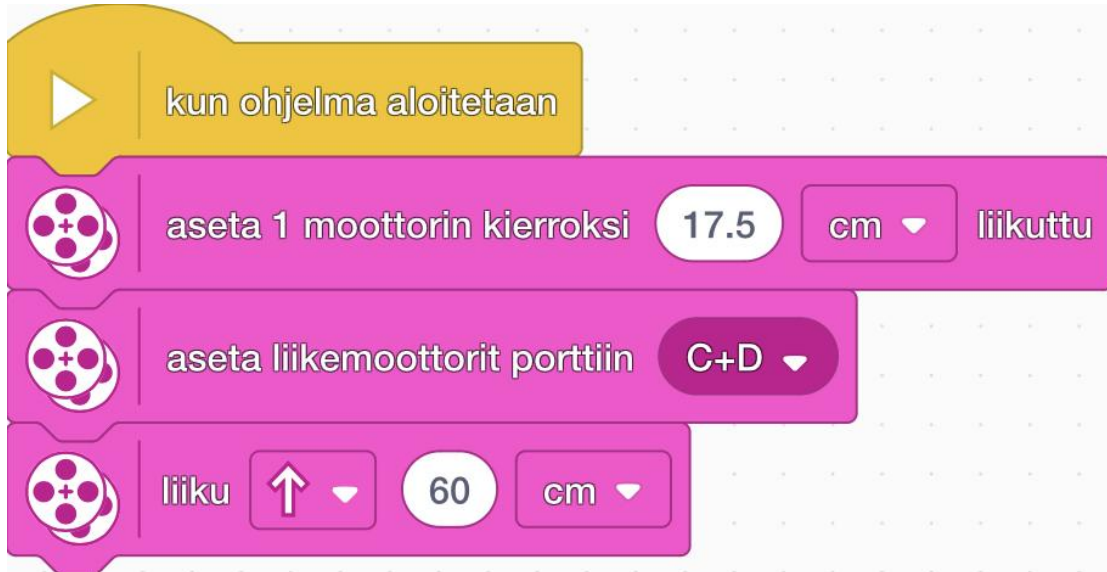 kun ohjelma aloitetaan
aseta 1 moottorin kierroksi 17.5 cm liikuttu
aseta liikemoottorit porttiin C+D
liiku 60 cm